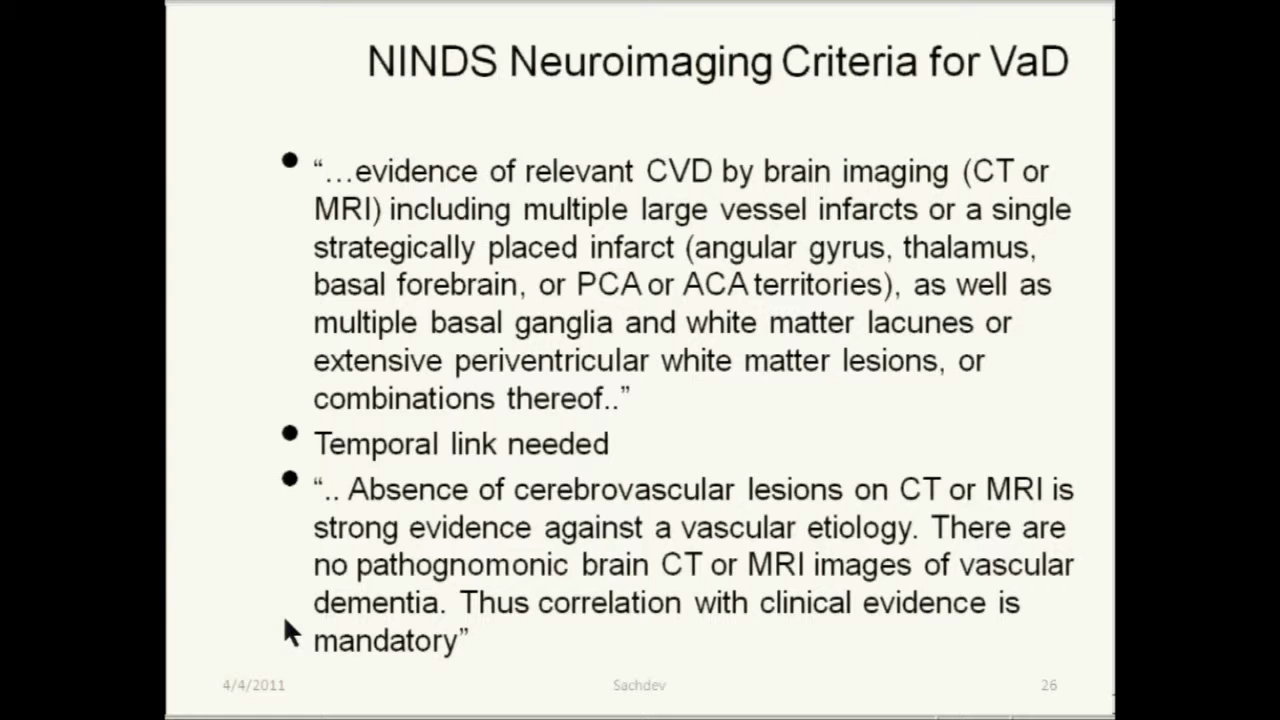 NINDS Neuroimaging Criteria for VaD
• “…evidence of relevant CVD by brain imaging (CT or
MRI) including multiple large vessel infarcts or a single
strategically placed infarct (angular gyrus, thalamus,
basal forebrain, or PCA or ACA territories), as well as
multiple basal ganglia and white matter lacunes or
extensive periventricular white matter lesions, or
combinations thereof..”
• Temporal link needed
• “.. Absence of cerebrovascular lesions on CT or MRI is
strong evidence against a vascular etiology. There are
no pathognomonic brain CT or MRI images of vascular
dementia. Thus correlation with clinical evidence is
mandatory”
4/4/2011 Sachdev 26